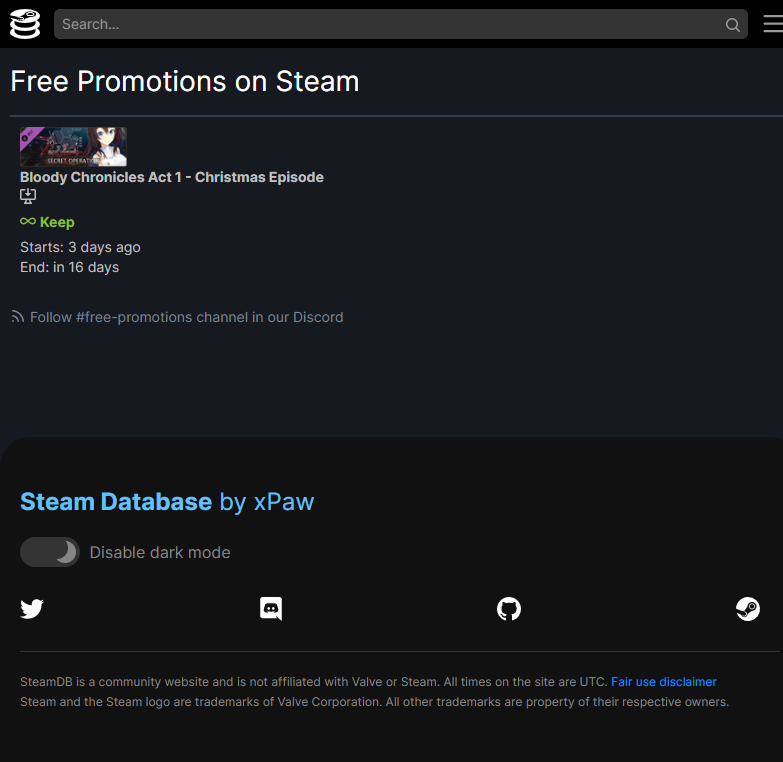 Search...
Free Promotions on Steam
SECRET OPERATION
Bloody Chronicles Act 1 - Christmas Episode
Keep
Starts: 3 days ago
End: in 16 days
Follow #free-promotions channel in our Discord
Steam Database by xPaw
Disable dark mode
SteamDB is a community website and is not affiliated with Valve or Steam. All times on the site are UTC. Fair use disclaimer
Steam and the Steam logo are trademarks of Valve Corporation. All other trademarks are property of their respective owners.